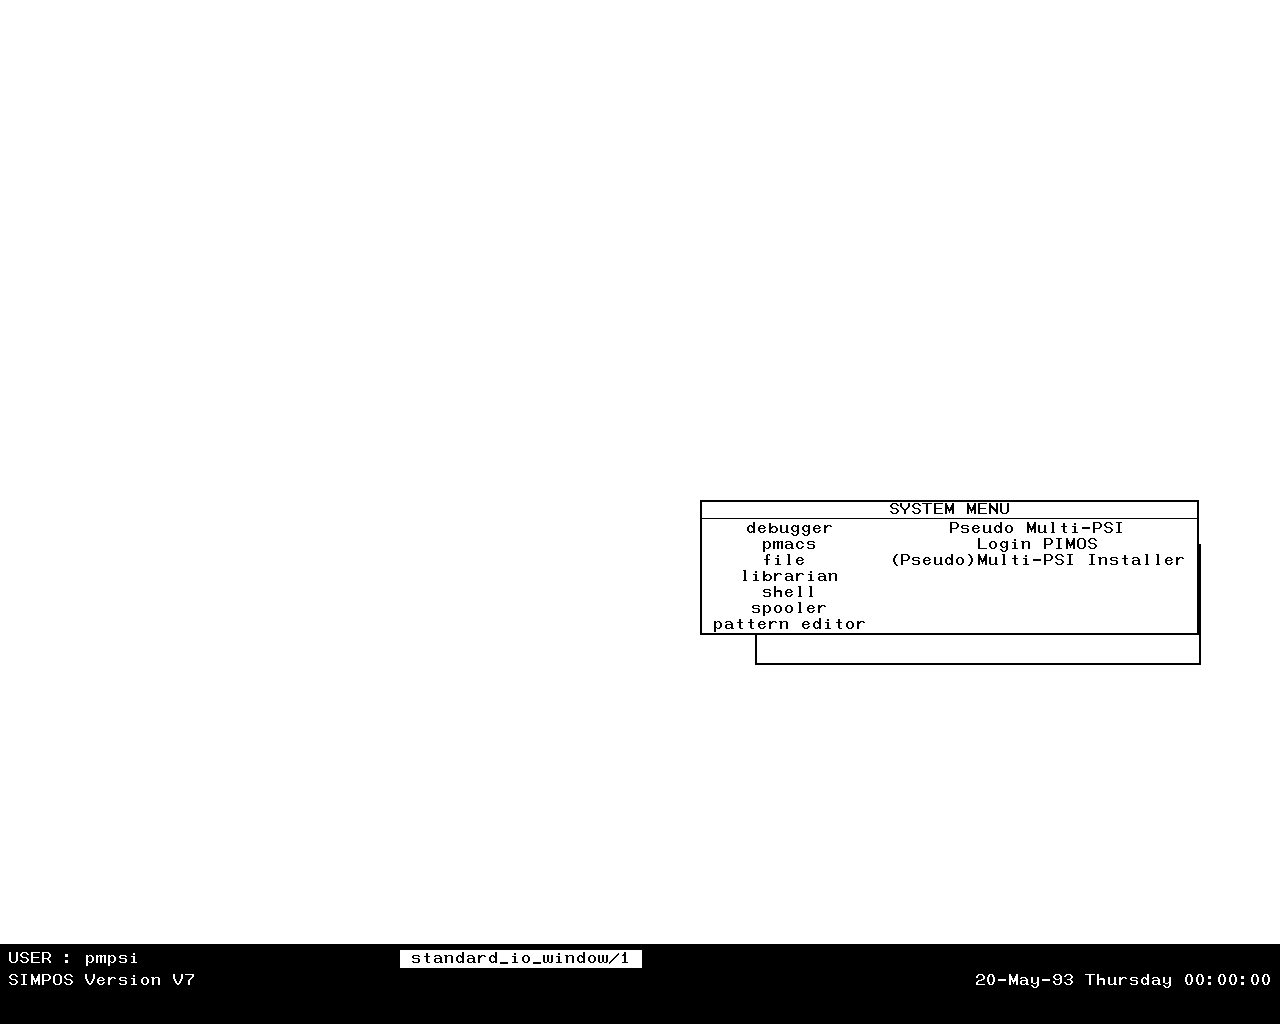 SYSTEM MENU
debugger Pseudo Multi-PSI
pmacs Login PIMOS
file (Pseudo)Multi-PSI Installer
librarian
shell
spooler
pattern editor
USER : pmpsi standard_io_window/1
SIMPOS Version V7 20-May-93 Thursday 00:00:00